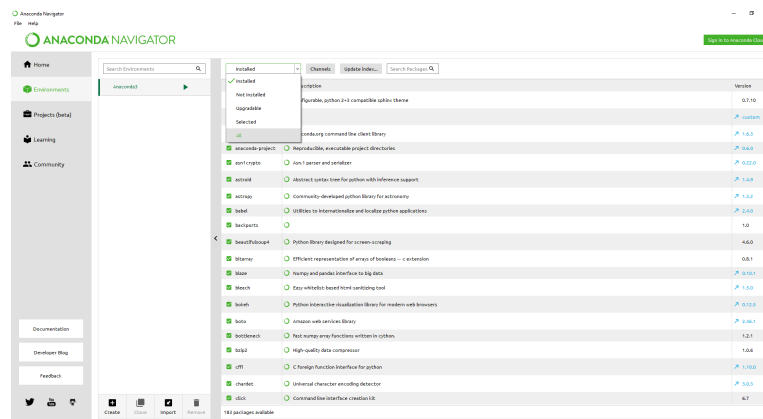 Anaconda Navigator
File Help
ANACONDA NAVIGATOR
Sign in to Anaconda Clou
Home
Environments
Projects (beta)
Learning
Community
Documentation
Developer Blog
Feedback
You
Search Environments
Anaconda3
Create Clone Import Remove
Installed Channels Update index... Search Packages
Installed
Not installed
Upgradable
Selected
All
scription Version
figurable, python 2+3 compatible sphinx theme 0.7.10
custom
conda.org command line client library 1.6.3
anaconda-project Reproducible, executable project directories 0.6.0
asn1crypto Asn.1 parser and serializer 0.22.0
astroid Abstract syntax tree for python with inference support 1.4.9
astropy Community-developed python library for astronomy 1.3.2
babel Utilities to internationalize and localize python applications 2.4.0
backports 1.0
beautifulsoup4 Python library designed for screen-scraping 4.6.0
bitarray Efficient representation of arrays of booleans -- c extension 0.8.1
blaze Numpy and pandas interface to big data 0.10.1
bleach Easy whitelist-based html-sanitizing tool 1.5.0
bokeh Python interactive visualization library for modern web browsers 0.12.5
boto Amazon web services library 2.46.1
bottleneck Fast numpy array functions written in cython. 1.2.1
bzip2 High-quality data compressor 1.0.6
cffi C foreign function interface for python 1.10.0
chardet Universal character encoding detector 3.0.3
click Command line interface creation kit 6.7
183 packages available